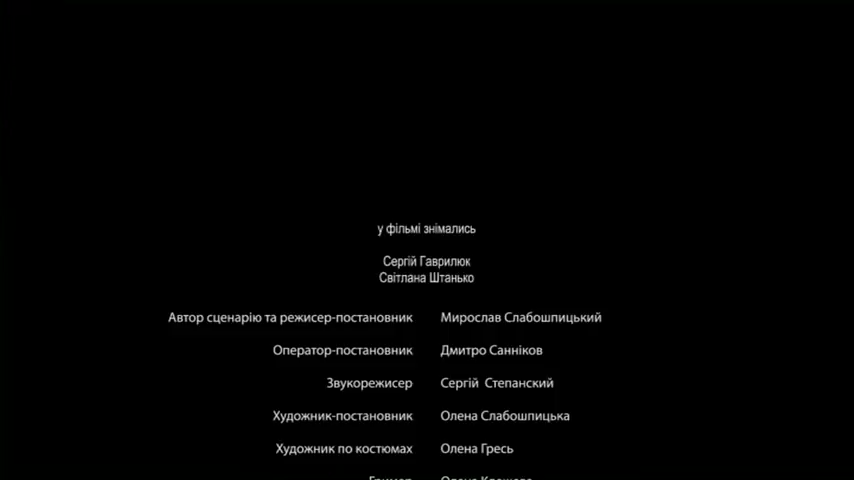 у фільмі знімались
Сергій Гаврилюк
Світлана Штанько
Автор сценарію та режисер-постановник Мирослав Слабошпицький
Оператор-постановник Дмитро Санніков
Звукорежисер Сергій Степанский
Художник-постановник Олена Слабошпицька
Художник по костюмах Олена Гресь